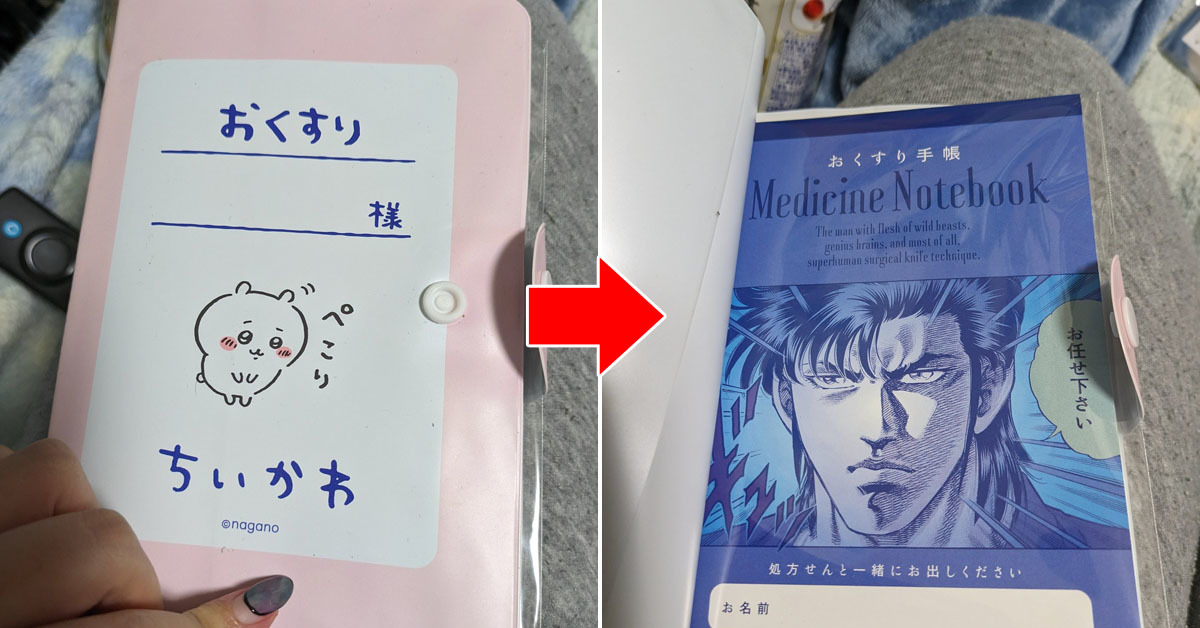 おくすり
様
ぺこり
ちいかわ
©nagano
おくすり手帳
Medicine Notebook
The man with flesh of wild beasts,
genius brains, and most of all,
superhuman surgical knife technique.
お任せ下さい
処方せんと一緒にお出しください
お名前